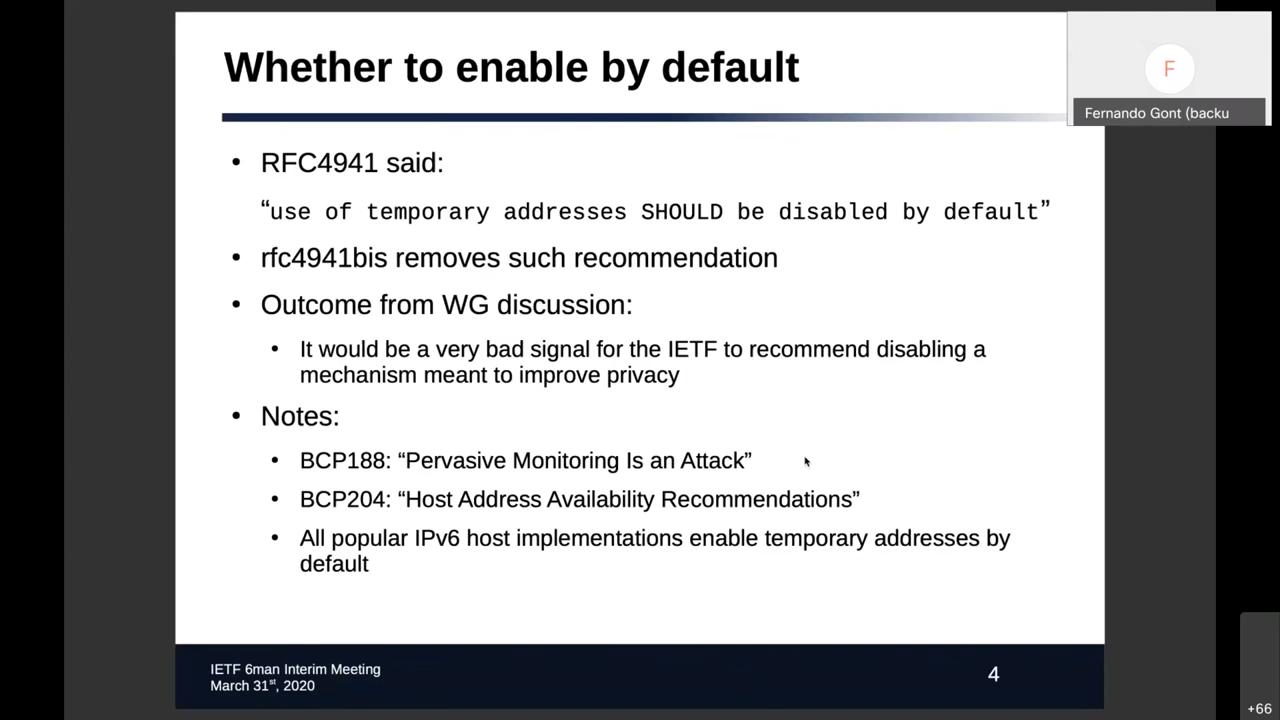 Whether to enable by default
F
Fernando Gont (backu
• RFC4941 said:
“use of temporary addresses SHOULD be disabled by default”
• rfc4941bis removes such recommendation
• Outcome from WG discussion:
• It would be a very bad signal for the IETF to recommend disabling a
mechanism meant to improve privacy
• Notes:
• BCP188: “Pervasive Monitoring Is an Attack”
• BCP204: “Host Address Availability Recommendations”
• All popular IPv6 host implementations enable temporary addresses by
default
IETF 6man Interim Meeting
March 31st, 2020
4
+66